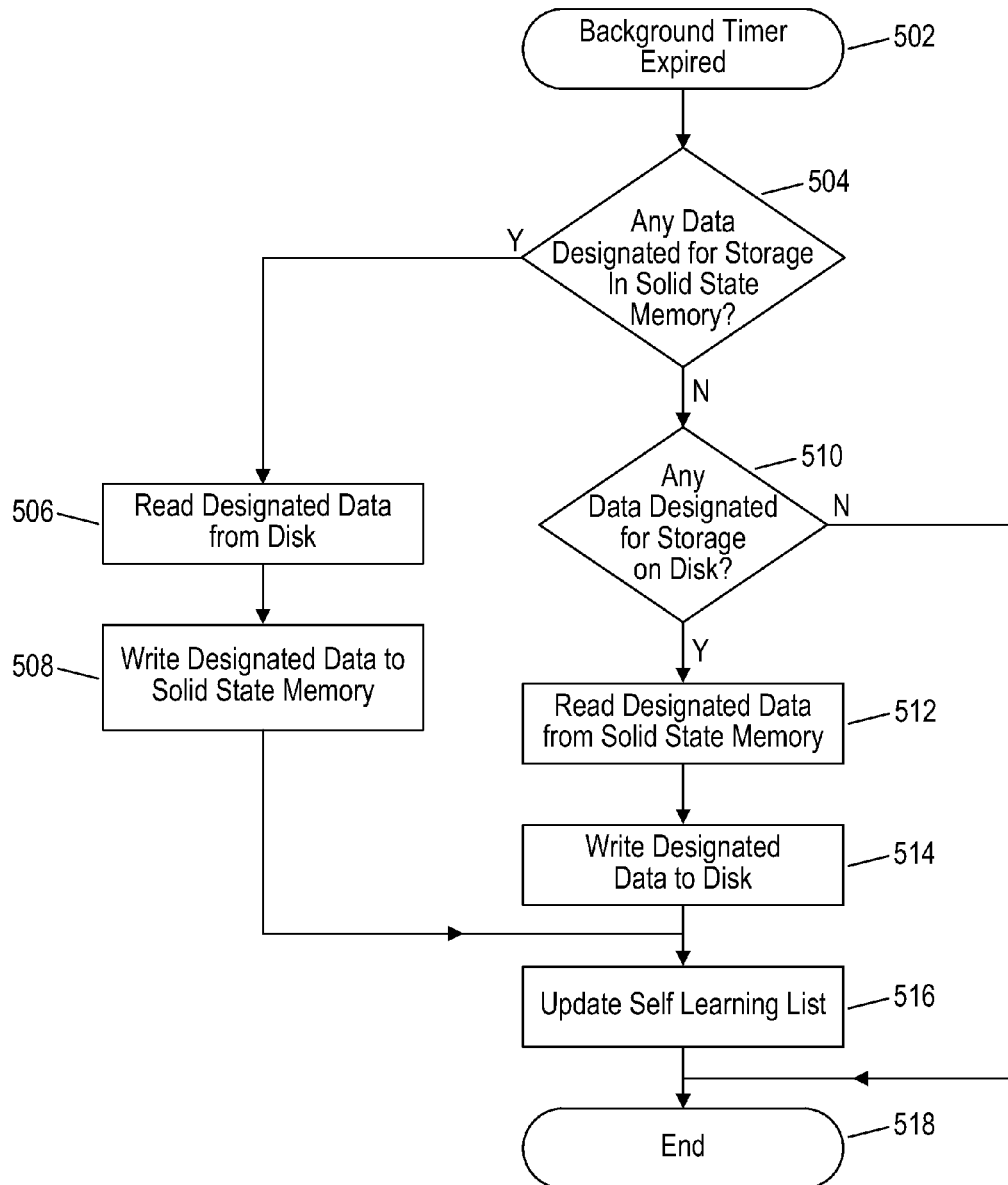 Background Timer
Expired
502
504
Any Data
Designated for Storage
In Solid State
Memory?
Y
N
510
Any
Data Designated
for Storage
on Disk?
N
Y
506
Read Designated Data
from Disk
508
Write Designated Data to
Solid State Memory
Read Designated Data
from Solid State Memory
512
Write Designated
Data to Disk
514
Update Self Learning List
516
End
518